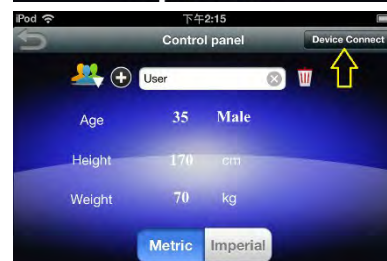 iPod 下午2:15
Control panel Device Connect
User
Age 35 Male
Height 170 cm
Weight 70 kg
Metric Imperial